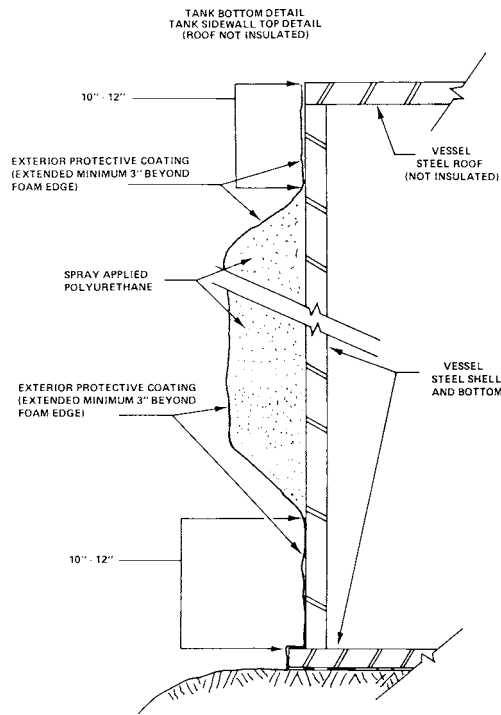 TANK BOTTOM DETAIL
TANK SIDEWALL TOP DETAIL
(ROOF NOT INSULATED)
10" - 12"
EXTERIOR PROTECTIVE COATING
(EXTENDED MINIMUM 3" BEYOND
FOAM EDGE)
VESSEL
STEEL ROOF
(NOT INSULATED)
SPRAY APPLIED
POLYURETHANE
EXTERIOR PROTECTIVE COATING
(EXTENDED MINIMUM 3" BEYOND
FOAM EDGE)
VESSEL
STEEL SHELL
AND BOTTOM
10" - 12"